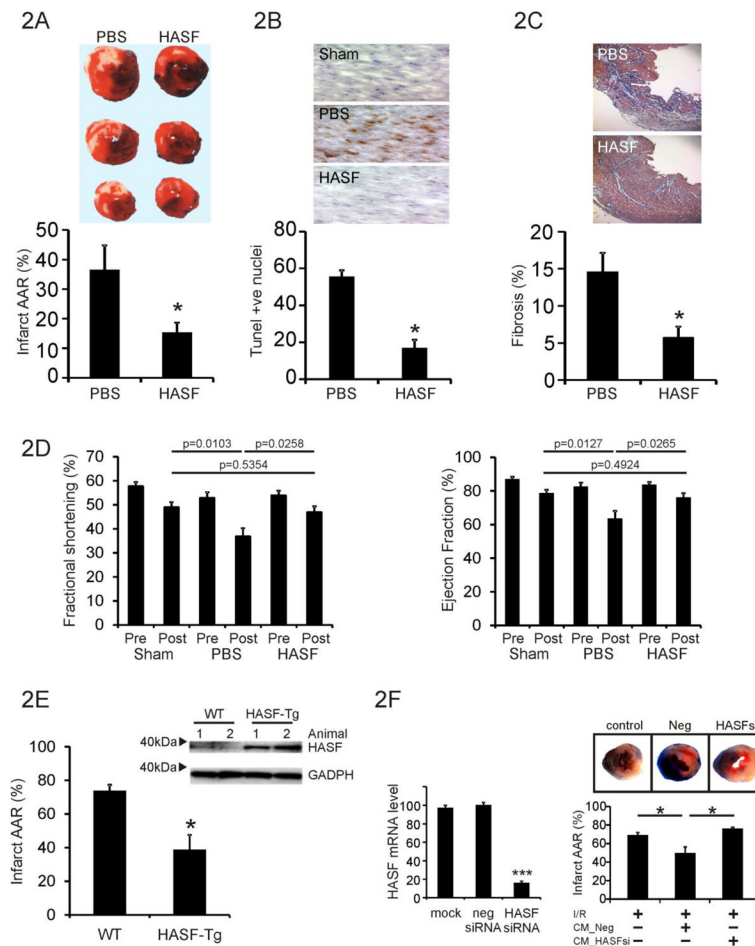 2A
PBS HASF
Infarct AAR (%)
50
40
30
20
10
0
*
PBS HASF
2B
Sham
PBS
HASF
Tunel +ve nuclei
80
60
40
20
0
*
PBS HASF
2C
PBS
HASF
Fibrosis (%)
20
15
10
5
0
*
PBS HASF
2D
p=0.0103 p=0.0258
p=0.5354
Fractional shortening (%)
70
60
50
40
30
20
10
0
Pre Post Pre Post Pre Post
Sham PBS HASF
p=0.0127 p=0.0265
p=0.4924
Ejection Fraction (%)
100
80
60
40
20
0
Pre Post Pre Post Pre Post
Sham PBS HASF
2E
WT HASF-Tg
1 2 1 2 Animal
40kDa HASF
40kDa GADPH
Infarct AAR (%)
100
80
60
40
20
0
*
WT HASF-Tg
2F
HASF mRNA level
120
100
80
60
40
20
0
***
mock neg siRNA HASF siRNA
control Neg HASFsi
Infarct AAR (%)
100
80
60
40
20
0
* *
I/R + + +
CM_Neg – + –
CM_HASFsi – – +